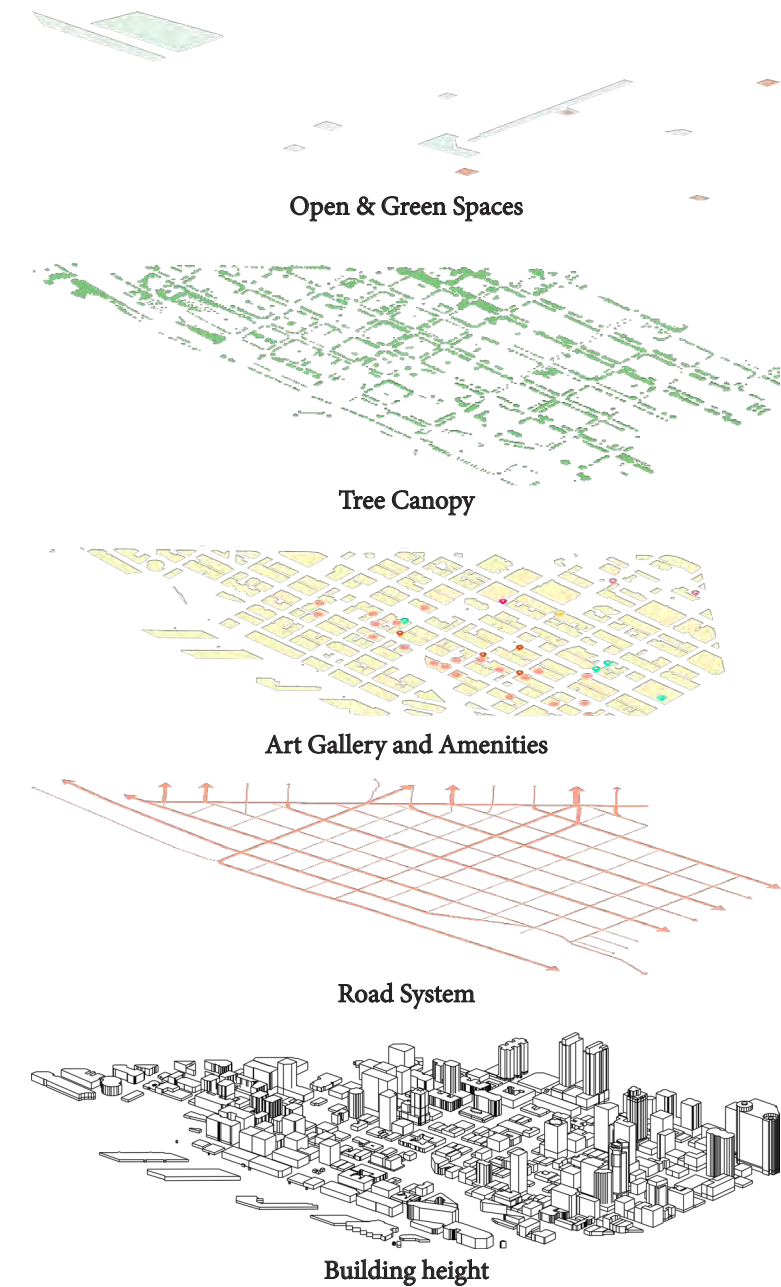 Open & Green Spaces
Tree Canopy
Art Gallery and Amenities
Road System
Building height